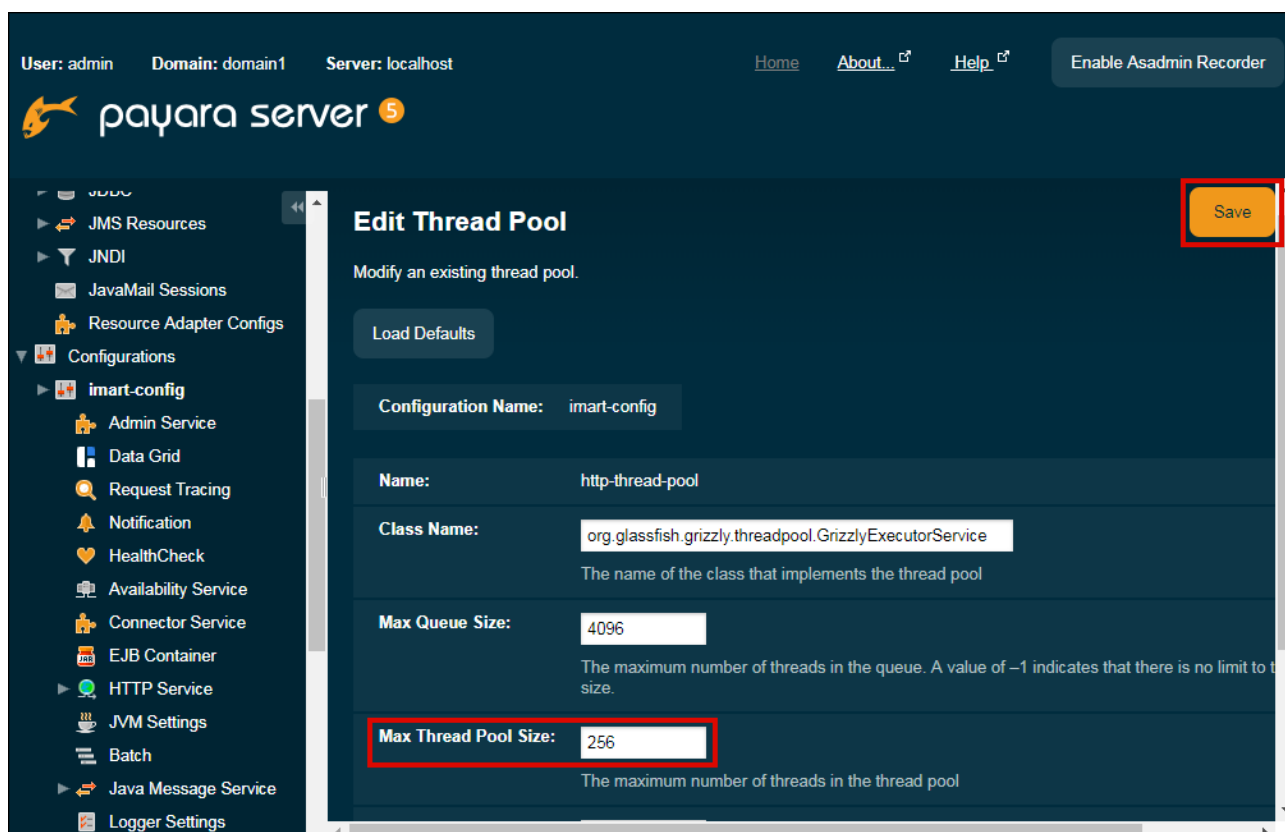 User: admin Domain: domain1 Server: localhost Home About... Help Enable Asadmin Recorder
payara server 5
JDBC
JMS Resources
JNDI
JavaMail Sessions
Resource Adapter Configs
Configurations
imart-config
Admin Service
Data Grid
Request Tracing
Notification
HealthCheck
Availability Service
Connector Service
EJB Container
HTTP Service
JVM Settings
Batch
Java Message Service
Logger Settings
Edit Thread Pool
Save
Modify an existing thread pool.
Load Defaults
Configuration Name: imart-config
Name: http-thread-pool
Class Name: org.glassfish.grizzly.threadpool.GrizzlyExecutorService
The name of the class that implements the thread pool
Max Queue Size: 4096
The maximum number of threads in the queue. A value of –1 indicates that there is no limit to
size.
Max Thread Pool Size: 256
The maximum number of threads in the thread pool